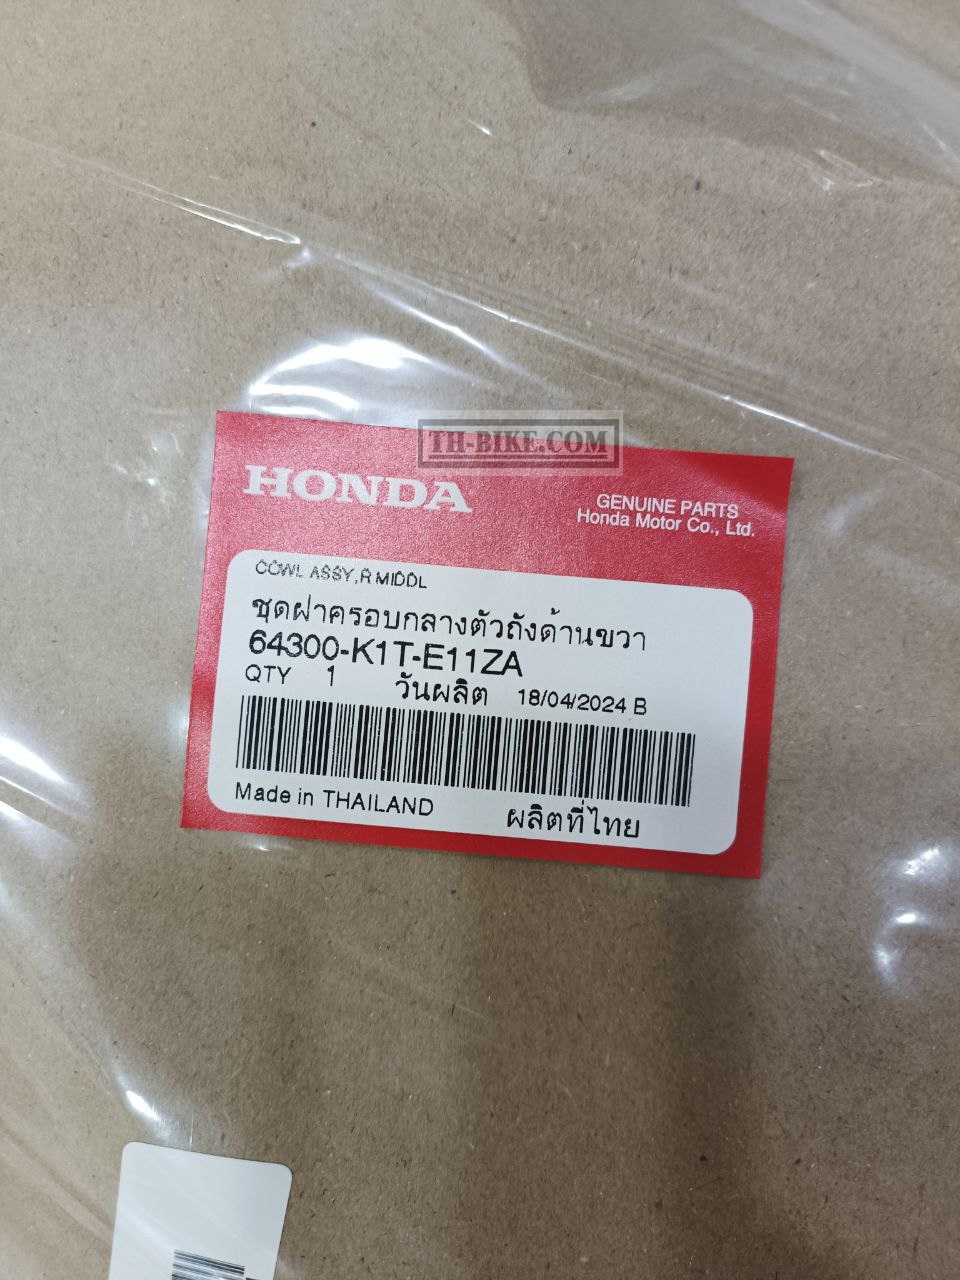 TH-BIKE.COM
HONDA
GENUINE PARTS
Honda Motor Co., Ltd.
COWL ASSY,R MIDDL
ชุดฝาครอบกลางตัวถังด้านขวา
64300-K1T-E11ZA
QTY 1 วันผลิต 18/04/2024 B
Made in THAILAND ผลิตที่ไทย